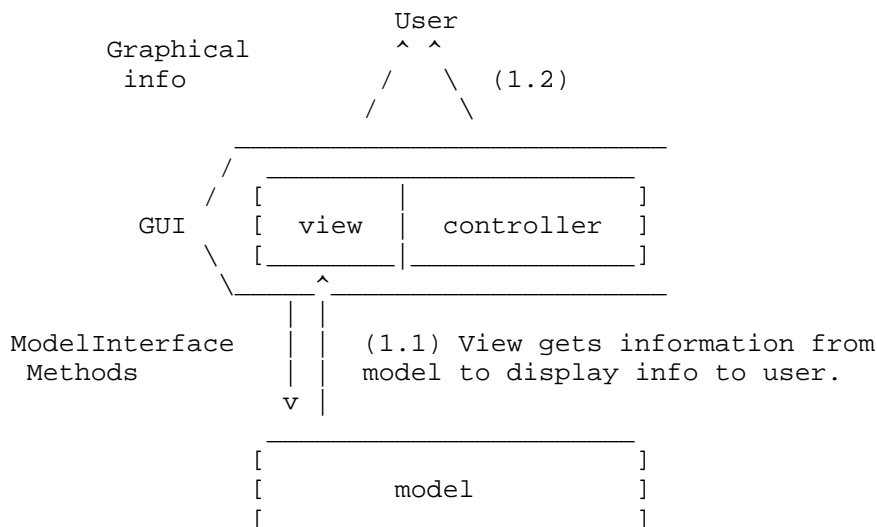 User
Graphical
info
(1.2)
GUI
view
controller
ModelInterface
(1.1) View gets information from
Methods
model to display info to user.
v
model